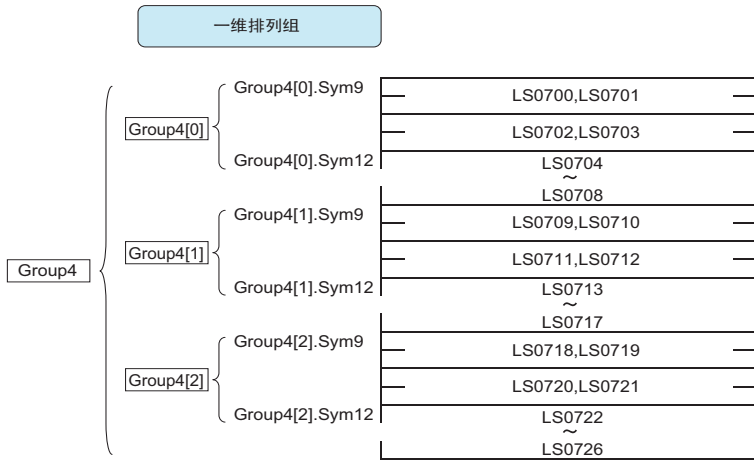 一维排列组
Group4[0].Sym9
LS0700,LS0701
Group4[0]
LS0702,LS0703
Group4[0].Sym12
LS0704
~
LS0708
Group4[1].Sym9
LS0709,LS0710
Group4[1]
LS0711,LS0712
Group4
Group4[1].Sym12
LS0713
~
LS0717
Group4[2].Sym9
LS0718,LS0719
Group4[2]
LS0720,LS0721
Group4[2].Sym12
LS0722
~
LS0726